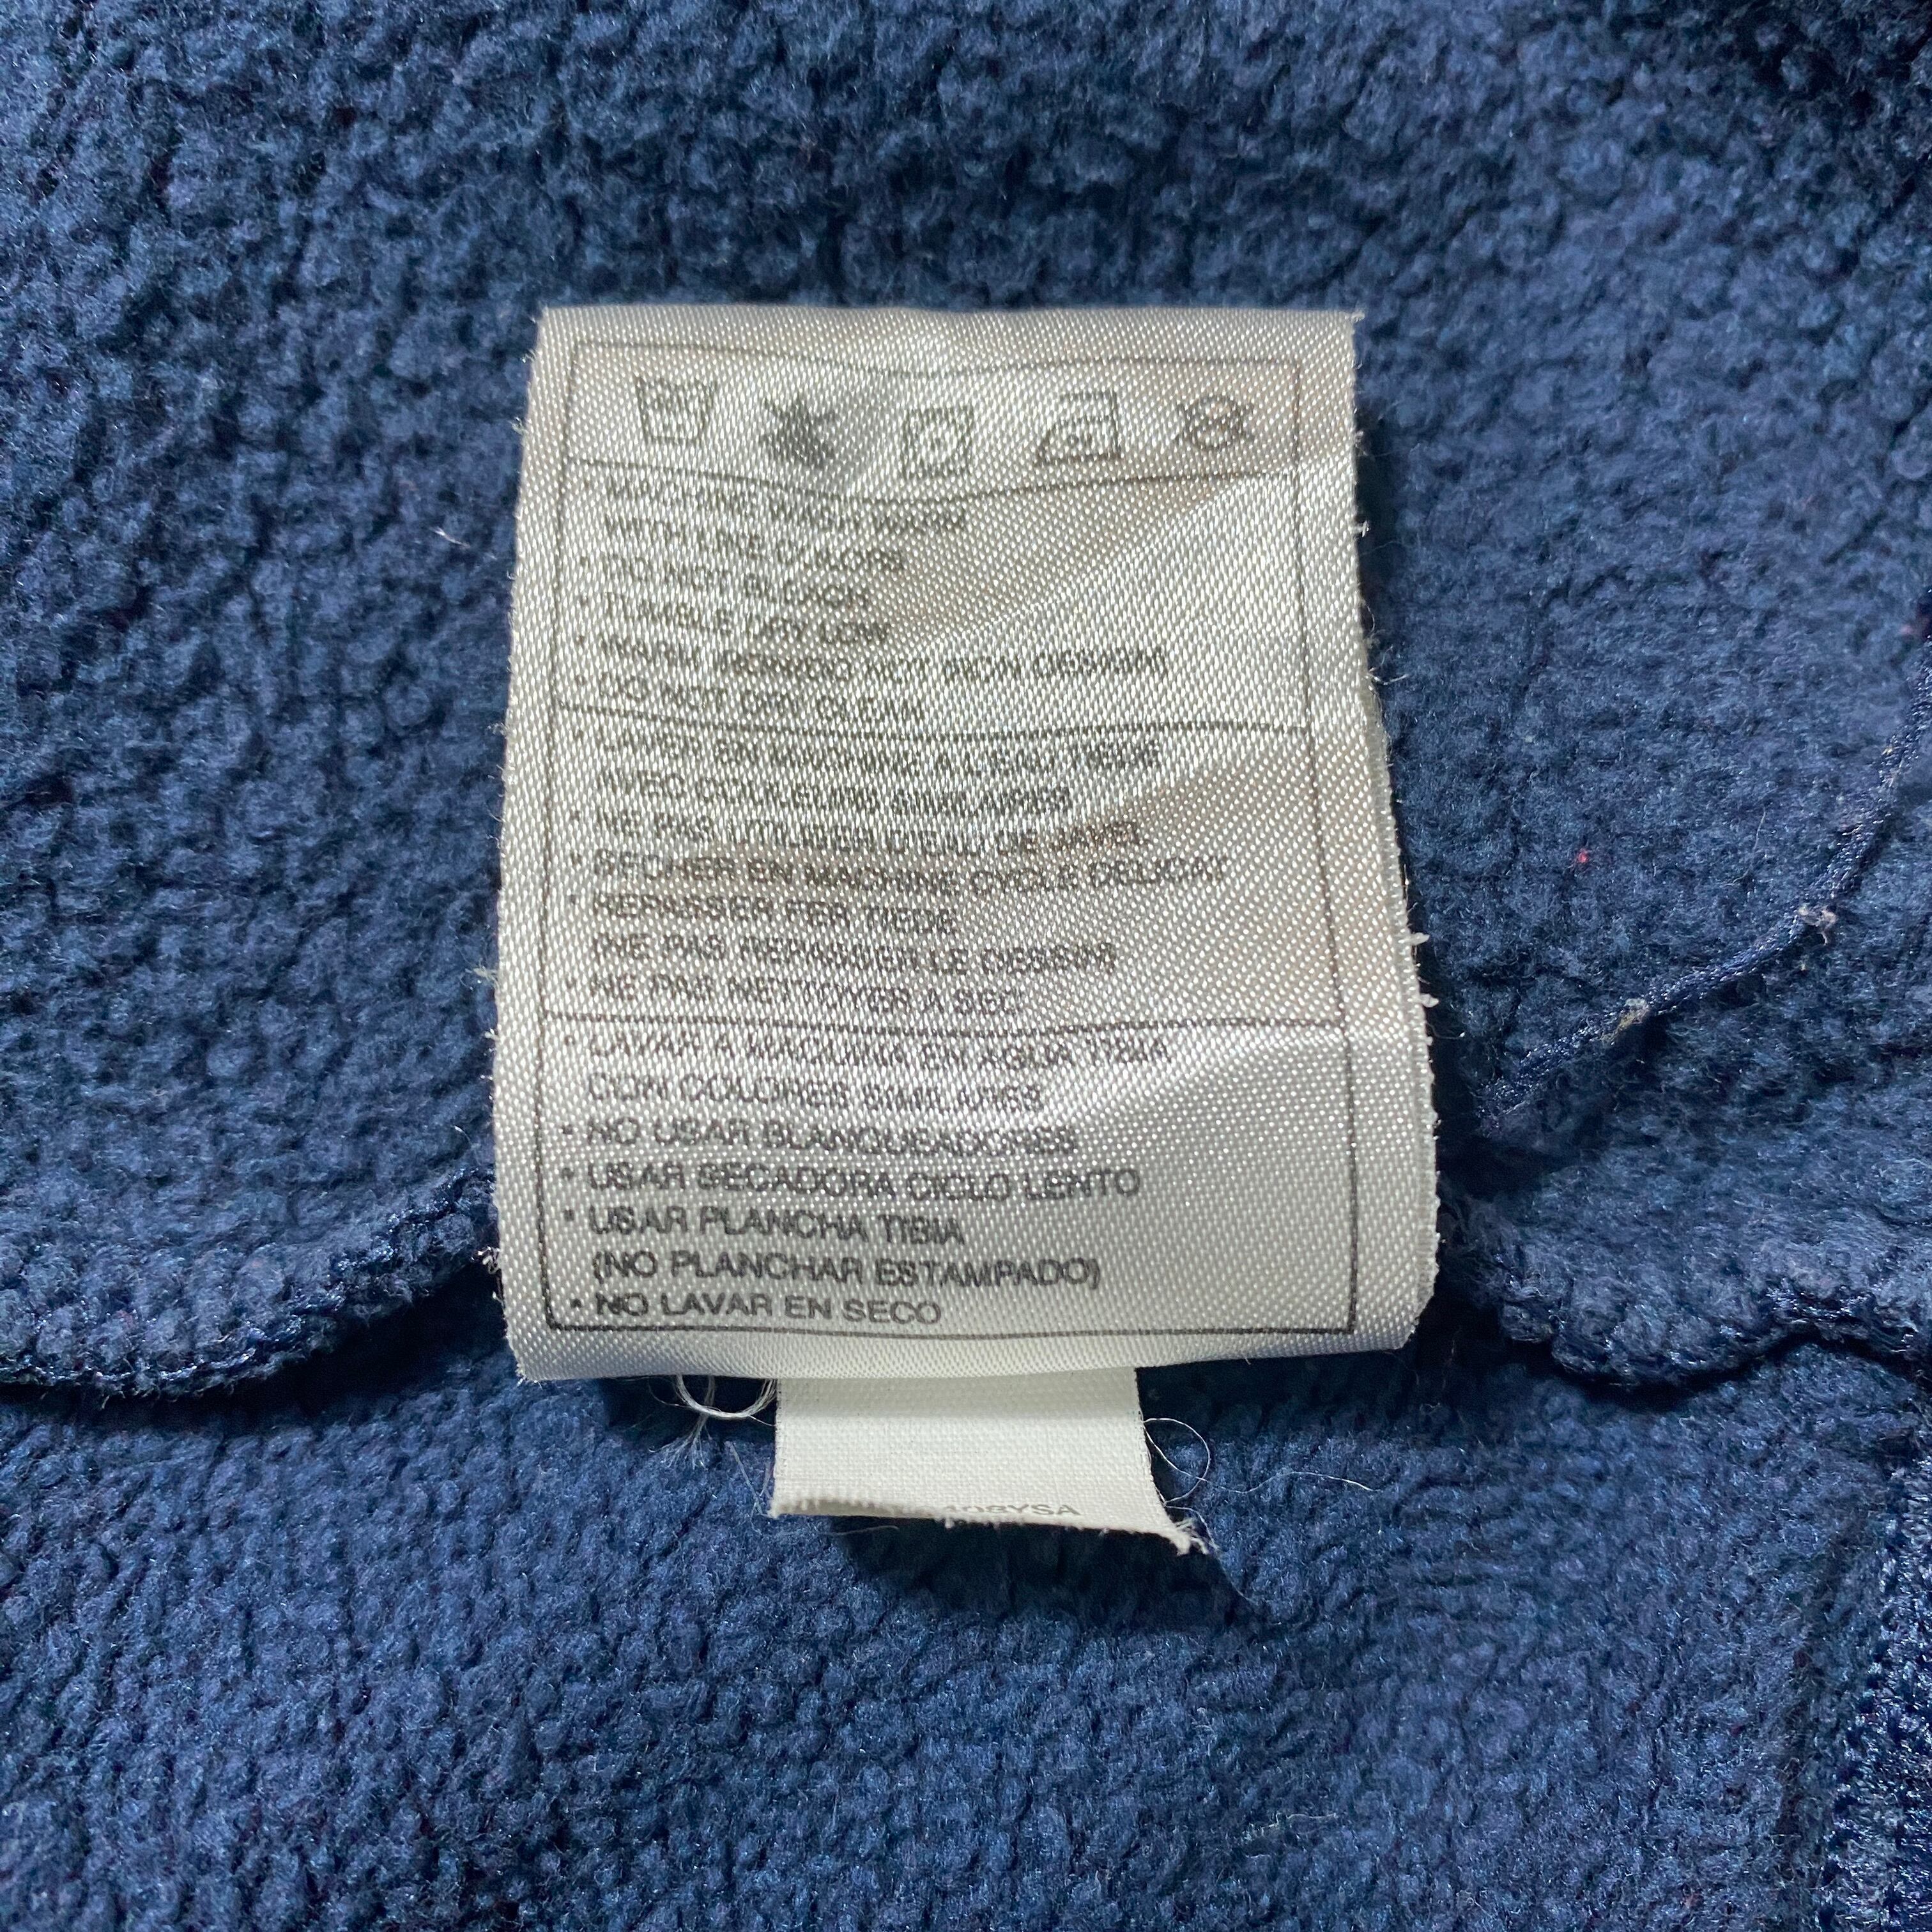 MACHINE WASH WARM
WITH LIKE COLORS
• DO NOT BLEACH
• TUMBLE DRY LOW
• WARM IRON(DO NOT IRON DESIGN)
• DO NOT DRY CLEAN
• LAVER EN MACHINE A L'EAU TIEDE
AVEC COULEURS SIMILAIRES
• NE PAS UTILISER D'EAU DE JAVEL
• SECHER EN MACHINE CYCLE DELICAT
• REPASSER FER TIEDE
(NE PAS REPASSER LE DESSIN)
• NE PAS NETTOYER A SEC
• LAVAR A MAQUINA EN AGUA TIBIA
CON COLORES SIMILARES
• NO USAR BLANQUEADORES
• USAR SECADORA CICLO LENTO
• USAR PLANCHA TIBIA
(NO PLANCHAR ESTAMPADO)
• NO LAVAR EN SECO